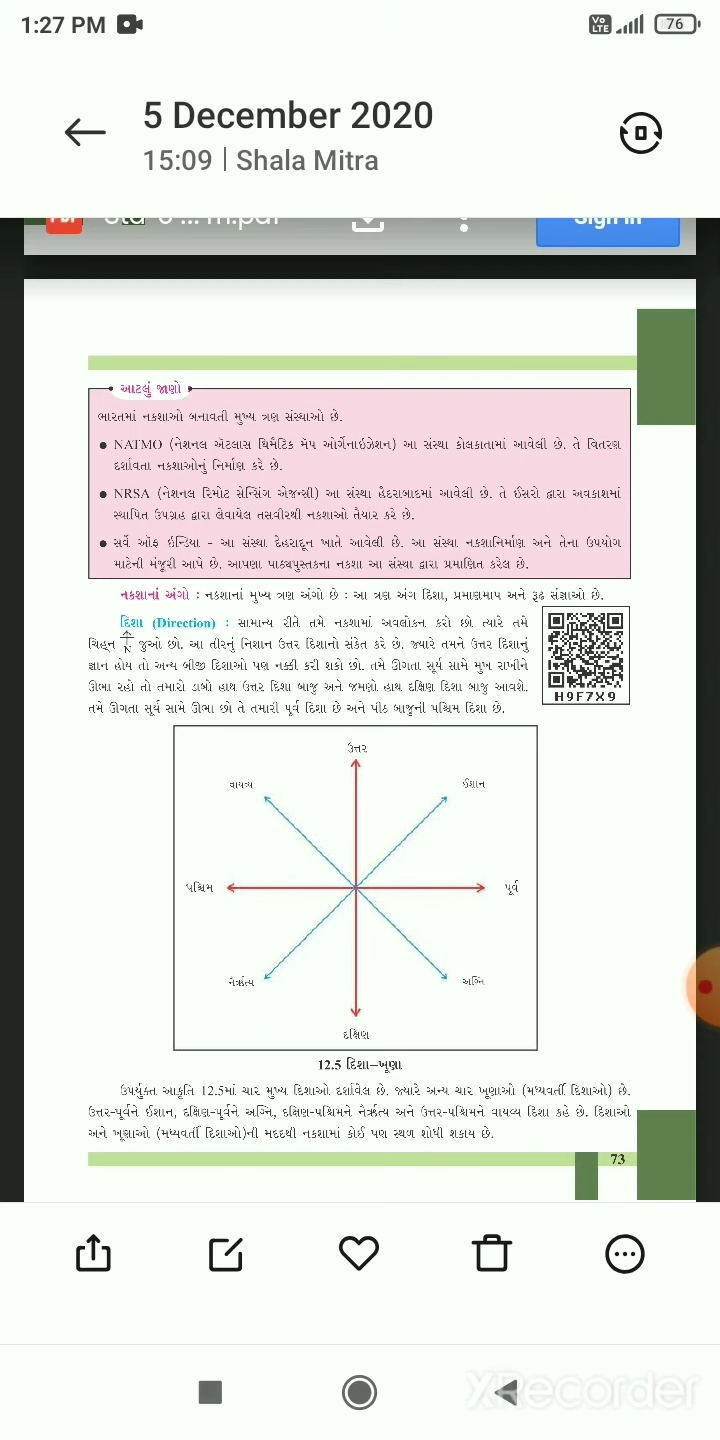 1:27 PM
Vo LTE
76
5 December 2020
15:09 | Shala Mitra
Sign in
આટલું જાણો
ભારતમાં નકશાઓ બનાવતી મુખ્ય ત્રણ સંસ્થાઓ છે.
● NATMO (નેશનલ ઍટલાસ થિમૅટિક મૅપ ઓર્ગેનાઇઝેશન) આ સંસ્થા કોલકાતામાં આવેલી છે. તે વિતરણ
દર્શાવતા નકશાઓનું નિર્માણ કરે છે.
● NRSA (નેશનલ રિમોટ સેન્સિંગ એજન્સી) આ સંસ્થા હૈદરાબાદમાં આવેલી છે. તે ઈસરો દ્વારા અવકાશમાં
સ્થાપિત ઉપગ્રહ દ્વારા લેવાયેલ તસવીરથી નકશાઓ તૈયાર કરે છે.
● સર્વે ઑફ ઇન્ડિયા - આ સંસ્થા દેહરાદૂન ખાતે આવેલી છે. આ સંસ્થા નકશાનિર્માણ અને તેના ઉપયોગ
માટેની મંજૂરી આપે છે. આપણા પાઠ્યપુસ્તકના નકશા આ સંસ્થા દ્વારા પ્રમાણિત કરેલ છે.
નકશાનાં અંગો : નકશાનાં મુખ્ય ત્રણ અંગો છે : આ ત્રણ અંગ દિશા, પ્રમાણમાપ અને રૂઢ સંજ્ઞાઓ છે.
દિશા (Direction) : સામાન્ય રીતે તમે નકશામાં અવલોકન કરો છો ત્યારે તમે
ચિહ્ન N જુઓ છો. આ તીરનું નિશાન ઉત્તર દિશાનો સંકેત કરે છે. જ્યારે તમને ઉત્તર દિશાનું
જ્ઞાન હોય તો અન્ય બીજી દિશાઓ પણ નક્કી કરી શકો છો. તમે ઊગતા સૂર્ય સામે મુખ રાખીને
ઊભા રહો તો તમારો ડાબો હાથ ઉત્તર દિશા બાજુ અને જમણો હાથ દક્ષિણ દિશા બાજુ આવશે.
તમે ઊગતા સૂર્ય સામે ઊભા છો તે તમારી પૂર્વ દિશા છે અને પીઠ બાજુની પશ્ચિમ દિશા છે.
H9F7X9
ઉત્તર
વાયવ્ય
ઈશાન
પશ્ચિમ
પૂર્વ
નૈર્ઋત્ય
અગ્નિ
દક્ષિણ
12.5 દિશા–ખૂણા
ઉપર્યુક્ત આકૃતિ 12.5માં ચાર મુખ્ય દિશાઓ દર્શાવેલ છે. જ્યારે અન્ય ચાર ખૂણાઓ (મધ્યવર્તી દિશાઓ) છે.
ઉત્તર-પૂર્વને ઈશાન, દક્ષિણ-પૂર્વને અગ્નિ, દક્ષિણ-પશ્ચિમને નૈર્ઋત્ય અને ઉત્તર-પશ્ચિમને વાયવ્ય દિશા કહે છે. દિશાઓ
અને ખૂણાઓ (મધ્યવર્તી દિશાઓ)ની મદદથી નકશામાં કોઈ પણ સ્થળ શોધી શકાય છે.
73
XRecorder